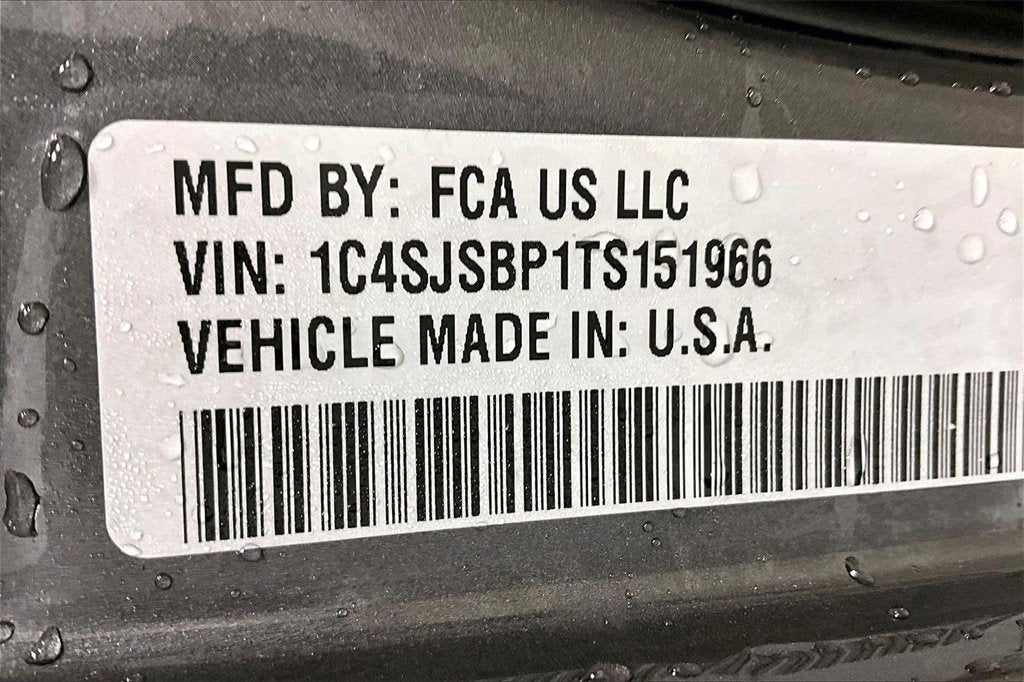 MFD BY: FCA US LLC
VIN: 1C4SJSBP1TS151966
VEHICLE MADE IN: U.S.A.